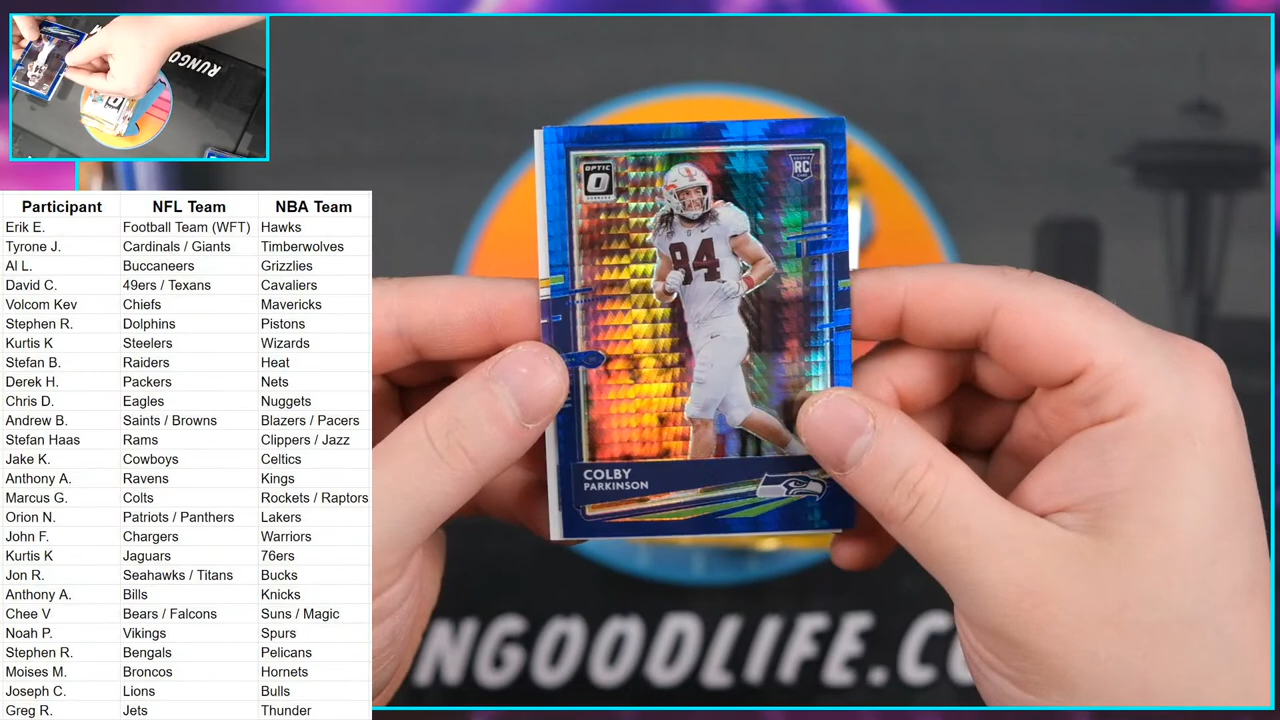 RUNGOO
Participant NFL Team NBA Team
Erik E. Football Team (WFT) Hawks
Tyrone J. Cardinals / Giants Timberwolves
Al L. Buccaneers Grizzlies
David C. 49ers / Texans Cavaliers
Volcom Kev Chiefs Mavericks
Stephen R. Dolphins Pistons
Kurtis K Steelers Wizards
Stefan B. Raiders Heat
Derek H. Packers Nets
Chris D. Eagles Nuggets
Andrew B. Saints / Browns Blazers / Pacers
Stefan Haas Rams Clippers / Jazz
Jake K. Cowboys Celtics
Anthony A. Ravens Kings
Marcus G. Colts Rockets / Raptors
Orion N. Patriots / Panthers Lakers
John F. Chargers Warriors
Kurtis K Jaguars 76ers
Jon R. Seahawks / Titans Bucks
Anthony A. Bills Knicks
Chee V Bears / Falcons Suns / Magic
Noah P. Vikings Spurs
Stephen R. Bengals Pelicans
Moises M. Broncos Hornets
Joseph C. Lions Bulls
Greg R. Jets Thunder
OPTIC
O
RC
94
COLBY
PARKINSON
NGOODLIFE.C